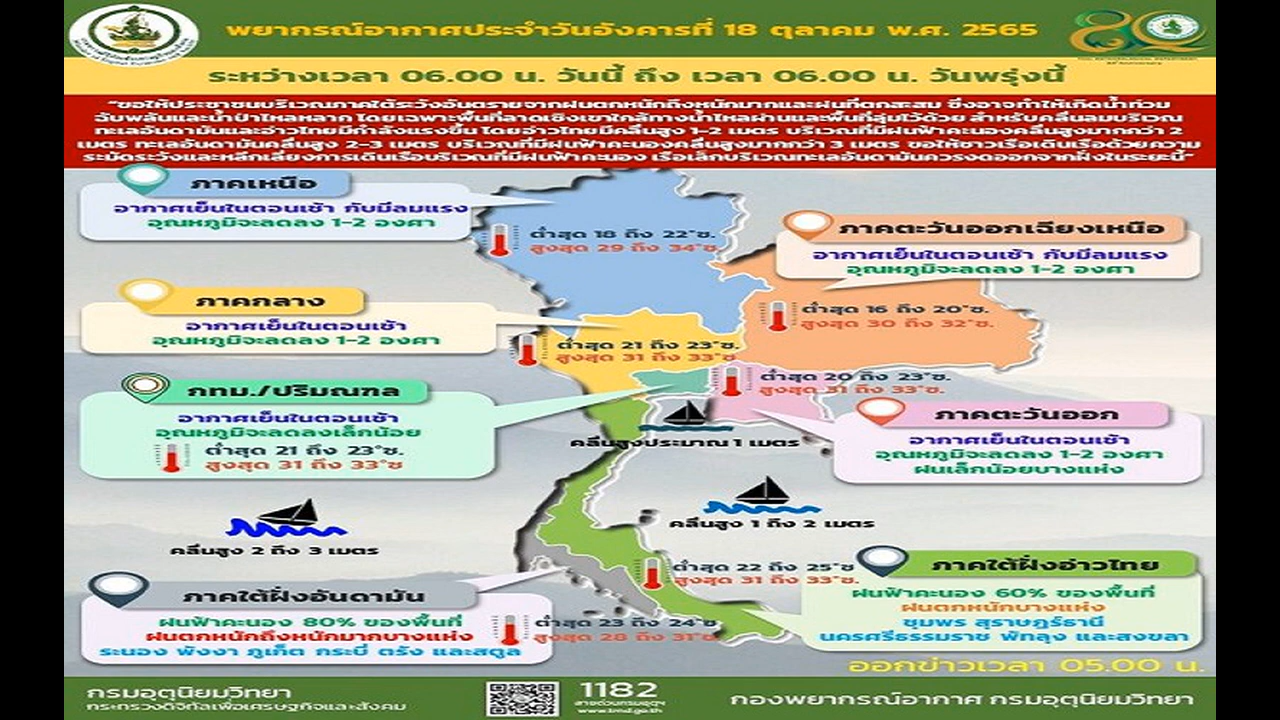 พยากรณ์อากาศประจำวันอังคารที่ 18 ตุลาคม พ.ศ. 2565
ระหว่างเวลา 06.00 น. วันนี้ ถึง เวลา 06.00 น. วันพรุ่งนี้
"ขอให้ประชาชนบริเวณภาคใต้ระวังอันตรายจากฝนตกหนักถึงหนักมากและฝนที่ตกสะสม ซึ่งอาจทำให้เกิดน้ำท่วม
ฉับพลันและน้ำป่าไหลหลาก โดยเฉพาะพื้นที่ลาดเชิงเขาใกล้ทางน้ำไหลผ่านและพื้นที่ลุ่มไว้ด้วย สำหรับคลื่นลมบริเวณ
ทะเลอันดามันและอ่าวไทยมีกำลังแรงขึ้น โดยอ่าวไทยมีคลื่นสูง 1-2 เมตร บริเวณที่มีฝนฟ้าคะนองคลื่นสูงมากกว่า 2
เมตร ทะเลอันดามันคลื่นสูง 2-3 เมตร บริเวณที่มีฝนฟ้าคะนองคลื่นสูงมากกว่า 3 เมตร ขอให้ชาวเรือเดินเรือด้วยความ
ระมัดระวังและหลีกเลี่ยงการเดินเรือบริเวณที่มีฝนฟ้าคะนอง เรือเล็กบริเวณทะเลอันดามันควรงดออกจากฝั่งในระยะนี้"
ภาคเหนือ
อากาศเย็นในตอนเช้า กับมีลมแรง
อุณหภูมิจะลดลง 1-2 องศา
ต่ำสุด 18 ถึง 22°ซ.
สูงสุด 29 ถึง 34°ซ.
ภาคตะวันออกเฉียงเหนือ
อากาศเย็นในตอนเช้า กับมีลมแรง
อุณหภูมิจะลดลง 1-2 องศา
ต่ำสุด 16 ถึง 20°ซ.
สูงสุด 30 ถึง 32°ซ.
ภาคกลาง
อากาศเย็นในตอนเช้า
อุณหภูมิจะลดลง 1-2 องศา
ต่ำสุด 21 ถึง 23°ซ.
สูงสุด 31 ถึง 33°ซ
กทม./ปริมณฑล
อากาศเย็นในตอนเช้า
อุณหภูมิจะลดลงเล็กน้อย
ต่ำสุด 21 ถึง 23°ซ.
สูงสุด 31 ถึง 33°ซ
ต่ำสุด 20 ถึง 23°ซ.
สูงสุด 31 ถึง 33°ซ.
ภาคตะวันออก
อากาศเย็นในตอนเช้า
อุณหภูมิจะลดลง 1-2 องศา
ฝนเล็กน้อยบางแห่ง
คลื่นสูงประมาณ 1 เมตร
คลื่นสูง 1 ถึง 2 เมตร
คลื่นสูง 2 ถึง 3 เมตร
ภาคใต้ฝั่งอันดามัน
ฝนฟ้าคะนอง 80% ของพื้นที่
ฝนตกหนักถึงหนักมากบางแห่ง
ระนอง พังงา ภูเก็ต กระบี่ ตรัง และสตูล
ต่ำสุด 23 ถึง 24°ซ
สูงสุด 28 ถึง 31°ซ
ต่ำสุด 22 ถึง 25°ซ
สูงสุด 31 ถึง 33°ซ.
ภาคใต้ฝั่งอ่าวไทย
ฝนฟ้าคะนอง 60% ของพื้นที่
ฝนตกหนักบางแห่ง
ชุมพร สุราษฎร์ธานี
นครศรีธรรมราช พัทลุง และสงขลา
ออกข่าวเวลา 05.00 น.
กรมอุตุนิยมวิทยา
กระทรวงดิจิทัลเพื่อเศรษฐกิจและสังคม
1182
สายด่วนกรมอุตุฯ
www.tmd.go.th
กองพยากรณ์อากาศ กรมอุตุนิยมวิทยา